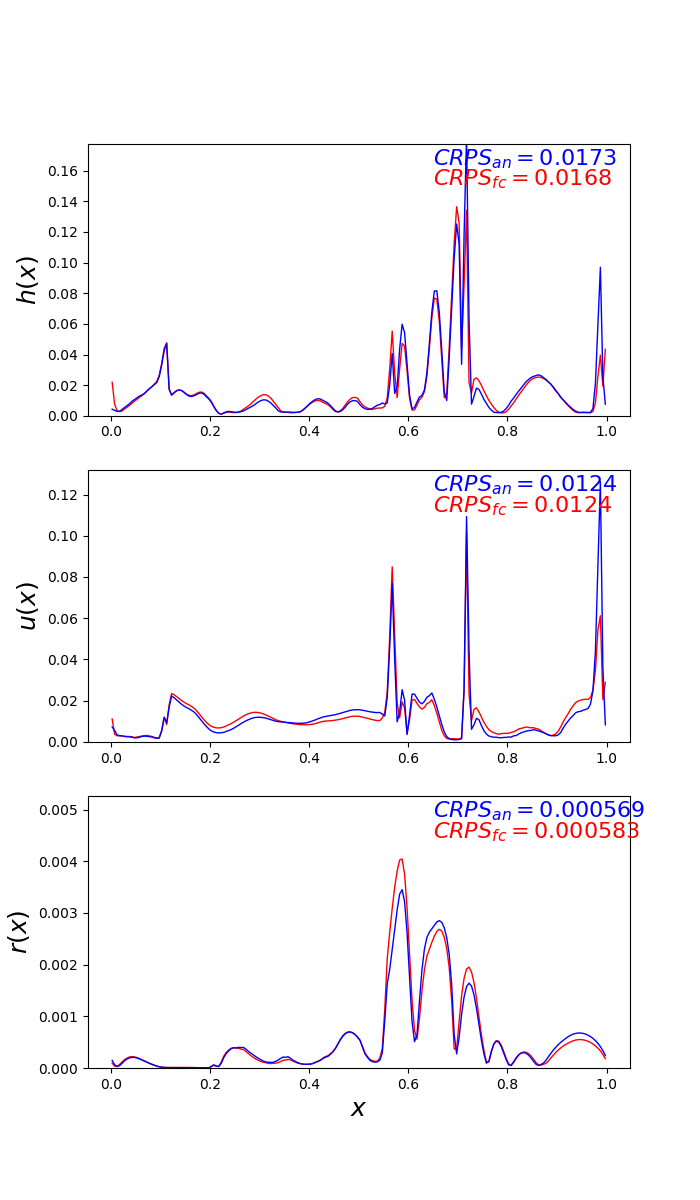 CRPS_an = 0.0173
CRPS_fc = 0.0168
0.16
0.14
0.12
0.10
0.08
0.06
0.04
0.02
0.00
h(x)
0.0 0.2 0.4 0.6 0.8 1.0
CRPS_an = 0.0124
CRPS_fc = 0.0124
0.12
0.10
0.08
0.06
0.04
0.02
0.00
u(x)
0.0 0.2 0.4 0.6 0.8 1.0
CRPS_an = 0.000569
CRPS_fc = 0.000583
0.005
0.004
0.003
0.002
0.001
0.000
r(x)
0.0 0.2 0.4 0.6 0.8 1.0
x